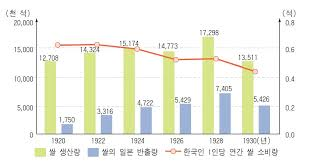 (천 석) (석)
20,000 0.8
15,000 0.6
10,000 0.4
5,000 0.2
0 0.0
12,708 14,324 15,174 14,773 17,298 13,511
1,750 3,316 4,722 5,429 7,405 5,426
1920 1922 1924 1926 1928 1930(년)
쌀 생산량 쌀의 일본 반출량 한국인 1인당 연간 쌀 소비량